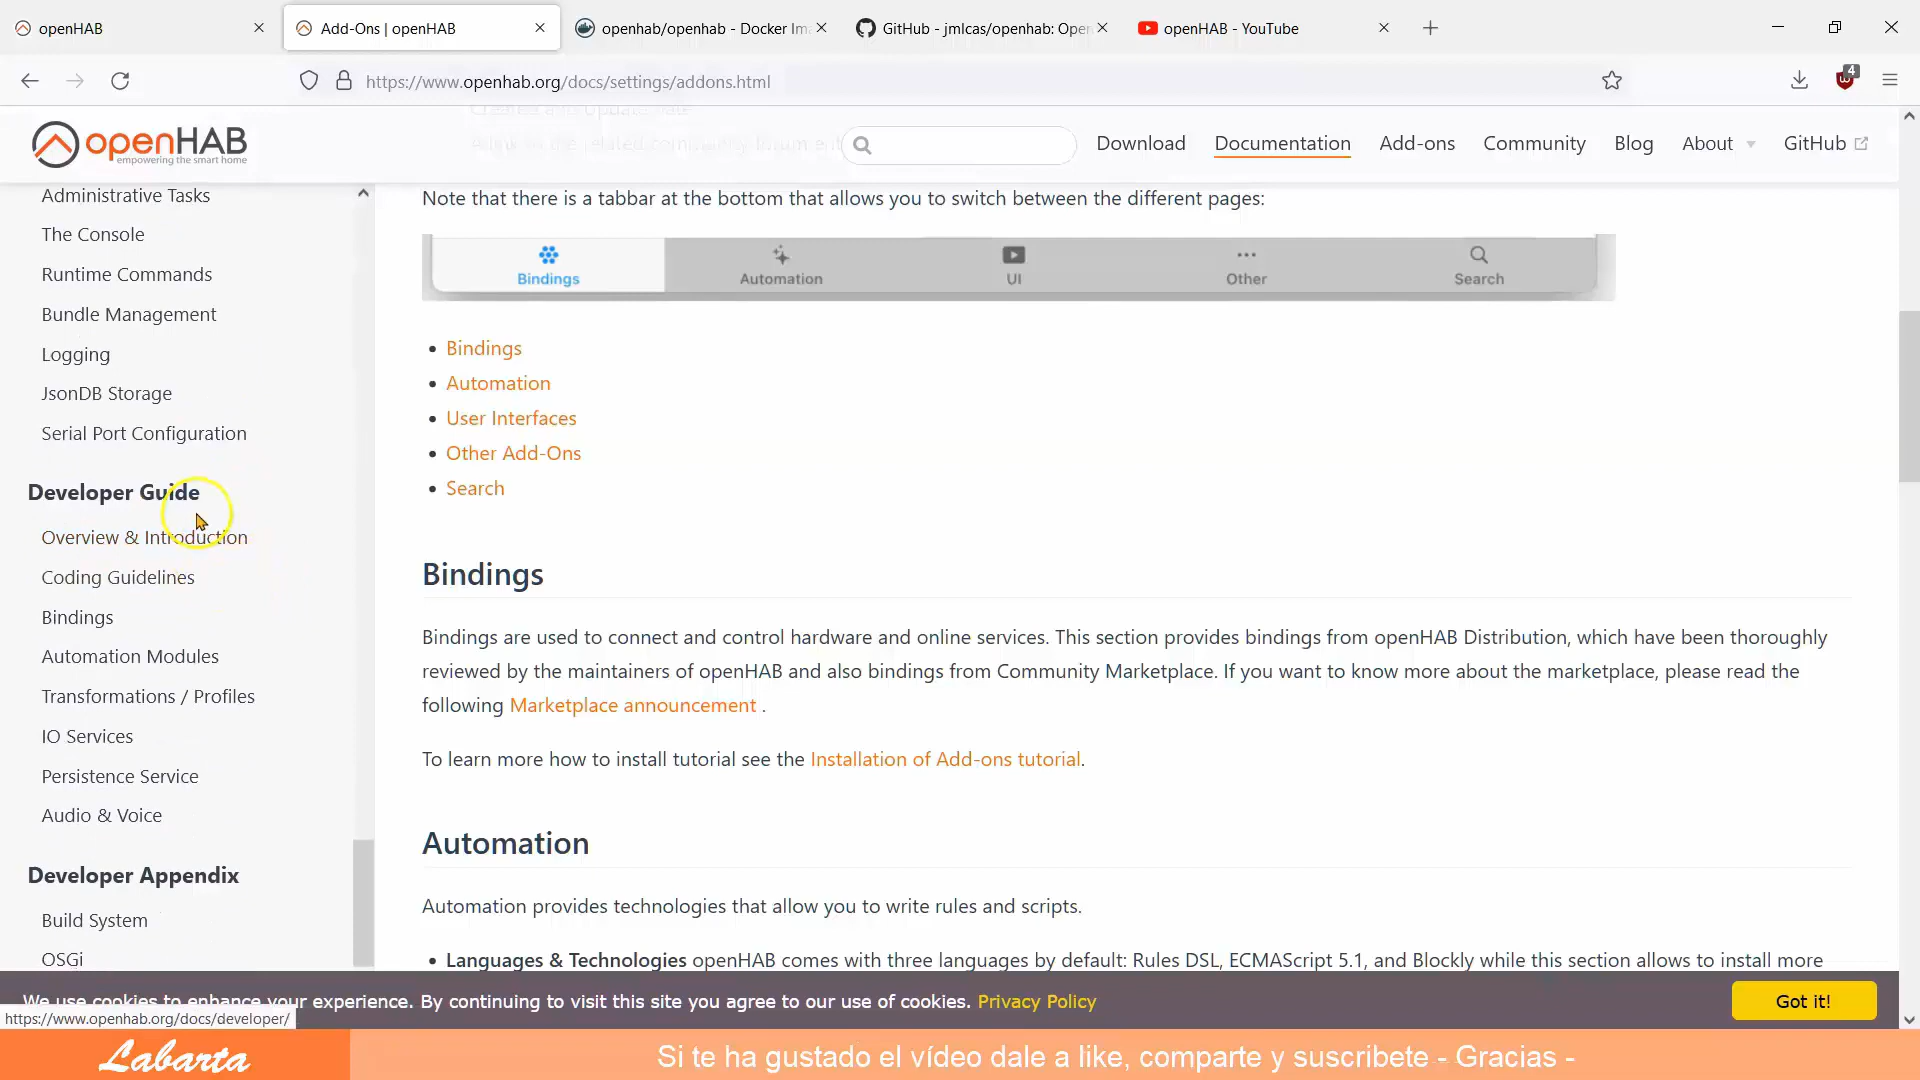 openHAB
Add-Ons | openHAB
openhab/openhab - Docker Ima
GitHub - jmlcas/openhab: Open
openHAB - YouTube
https://www.openhab.org/docs/settings/addons.html
4
openHAB
empowering the smart home
Download
Documentation
Add-ons
Community
Blog
About
GitHub
Administrative Tasks
The Console
Runtime Commands
Bundle Management
Logging
JsonDB Storage
Serial Port Configuration
Developer Guide
Overview & Introduction
Coding Guidelines
Bindings
Automation Modules
Transformations / Profiles
IO Services
Persistence Service
Audio & Voice
Developer Appendix
Build System
OSGi
Note that there is a tabbar at the bottom that allows you to switch between the different pages:
Bindings
Automation
UI
Other
Search
• Bindings
• Automation
• User Interfaces
• Other Add-Ons
• Search
Bindings
Bindings are used to connect and control hardware and online services. This section provides bindings from openHAB Distribution, which have been thoroughly
reviewed by the maintainers of openHAB and also bindings from Community Marketplace. If you want to know more about the marketplace, please read the
following Marketplace announcement .
To learn more how to install tutorial see the Installation of Add-ons tutorial.
Automation
Automation provides technologies that allow you to write rules and scripts.
• Languages & Technologies openHAB comes with three languages by default: Rules DSL, ECMAScript 5.1, and Blockly while this section allows to install more
We use cookies to enhance your experience. By continuing to visit this site you agree to our use of cookies. Privacy Policy
Got it!
https://www.openhab.org/docs/developer/
Labarta
Si te ha gustado el vídeo dale a like, comparte y suscribete - Gracias -